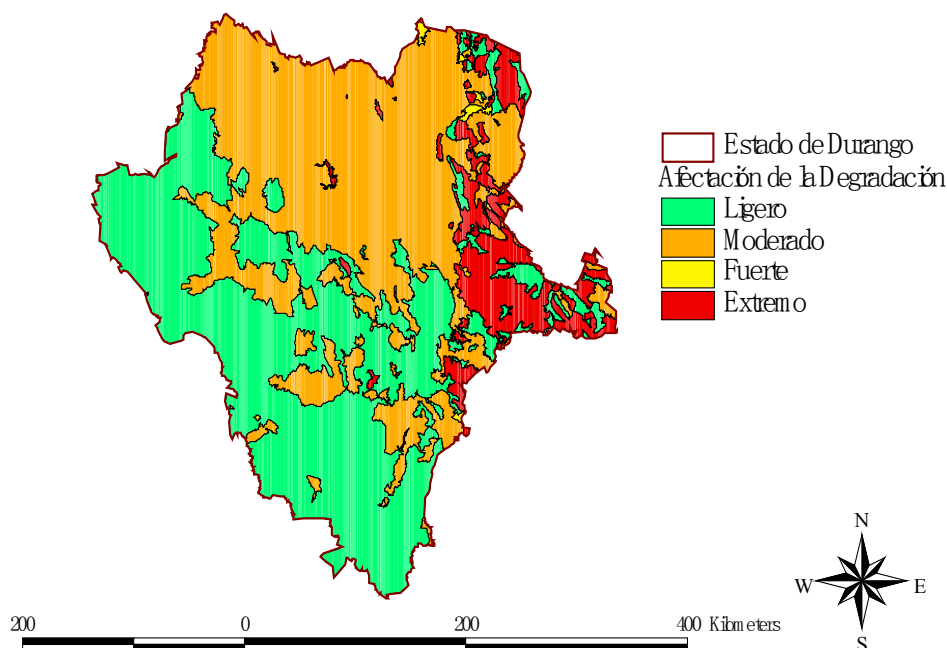 Estado de Durango
Afectación de la Degradación
Ligero
Moderado
Fuerte
Extremo
N
W E
S
200 0 200 400 Kilometers